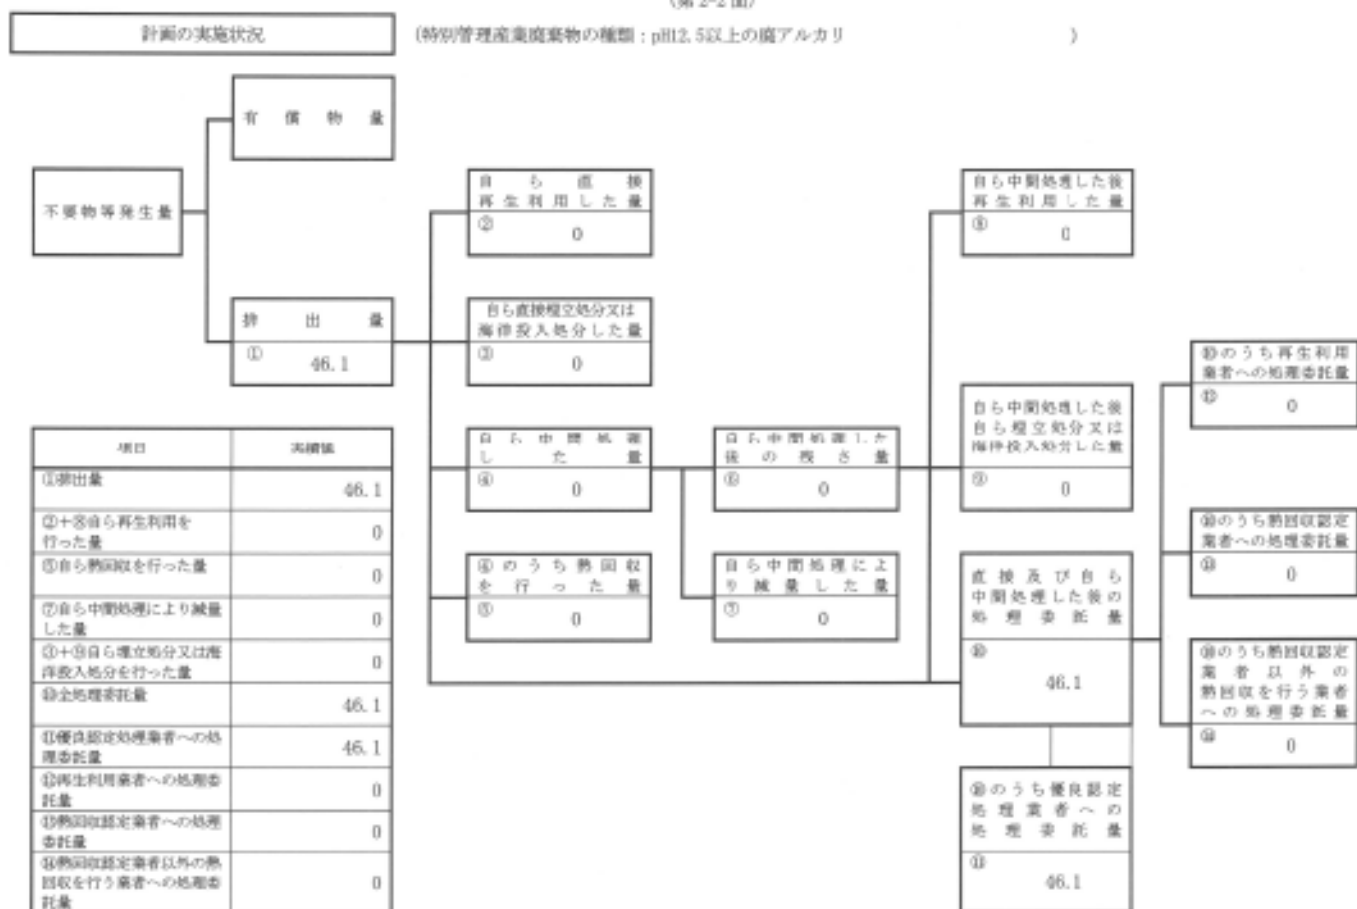 (第2-2面)
計画の実施状況
(特別管理産業廃棄物の種類：pH12.5以上の廃アルカリ　)
有償物量
不要物等発生量
排出量
① 46.1
自ら直接
再生利用した量
② 0
自ら直接埋立処分又は
海洋投入処分した量
③ 0
自ら中間処理
した量
④ 0
④のうち熱回収
を行った量
⑤ 0
自ら中間処理した
後の残さ量
⑥ 0
自ら中間処理によ
り減量した量
⑦ 0
自ら中間処理した後
再生利用した量
⑧ 0
自ら中間処理した後
自ら埋立処分又は
海洋投入処分した量
⑨ 0
直接及び自ら
中間処理した後の
処理委託量
⑩
46.1
⑩のうち優良認定
処理業者への
処理委託量
⑪
46.1
⑩のうち再生利用
業者への処理委託量
⑫ 0
⑩のうち熱回収認定
業者への処理委託量
⑬ 0
⑩のうち熱回収認定
業者以外の
熱回収を行う業者
への処理委託量
⑭ 0
項目 実績値
①排出量 46.1
②+⑧自ら再生利用を
行った量 0
⑤自ら熱回収を行った量 0
⑦自ら中間処理により減量
した量 0
③+⑨自ら埋立処分又は海
洋投入処分を行った量 0
⑩全処理委託量 46.1
⑪優良認定処理業者への処
理委託量 46.1
⑫再生利用業者への処理委
託量 0
⑬熱回収認定業者への処理
委託量 0
⑭熱回収認定業者以外の熱
回収を行う業者への処理委
託量 0